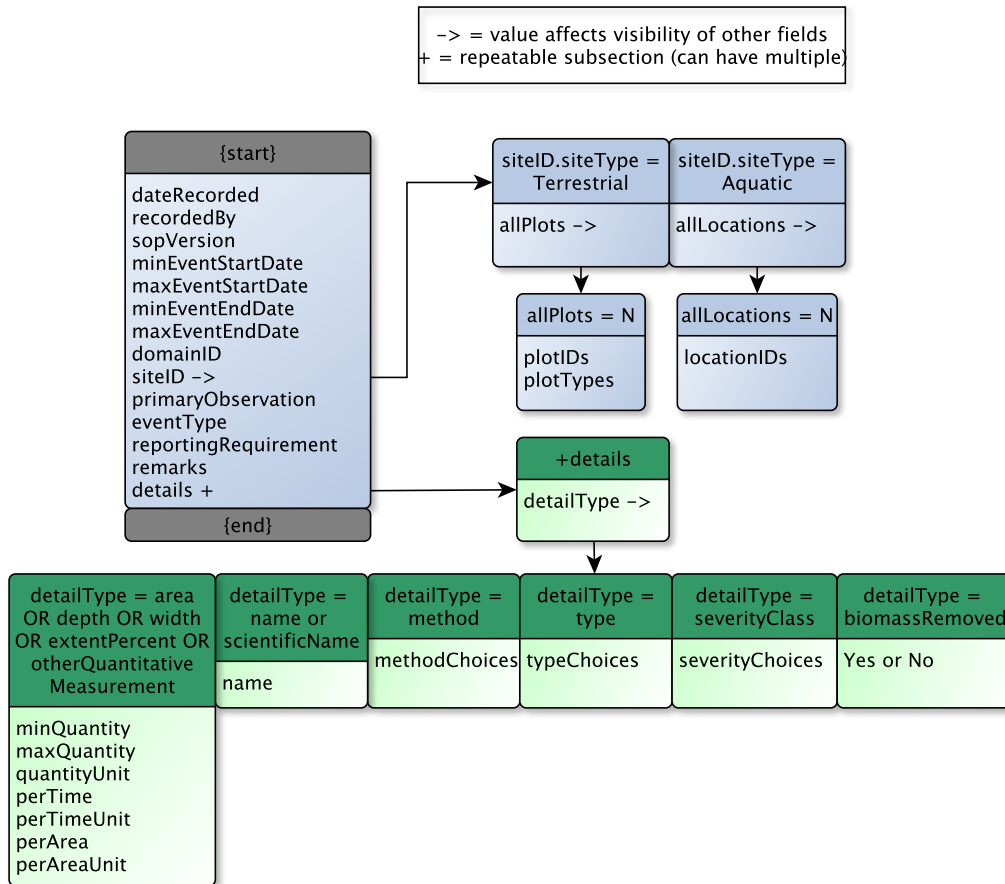 -> = value affects visibility of other fields
+ = repeatable subsection (can have multiple)
{start}
dateRecorded
recordedBy
sopVersion
minEventStartDate
maxEventStartDate
minEventEndDate
maxEventEndDate
domainID
siteID ->
primaryObservation
eventType
reportingRequirement
remarks
details +
{end}
siteID.siteType =
Terrestrial
allPlots ->
siteID.siteType =
Aquatic
allLocations ->
allPlots = N
plotIDs
plotTypes
allLocations = N
locationIDs
+details
detailType ->
detailType = area
OR depth OR width
OR extentPercent OR
otherQuantitative
Measurement
minQuantity
maxQuantity
quantityUnit
perTime
perTimeUnit
perArea
perAreaUnit
detailType =
name or
scientificName
name
detailType =
method
methodChoices
detailType =
type
typeChoices
detailType =
severityClass
severityChoices
detailType =
biomassRemoved
Yes or No